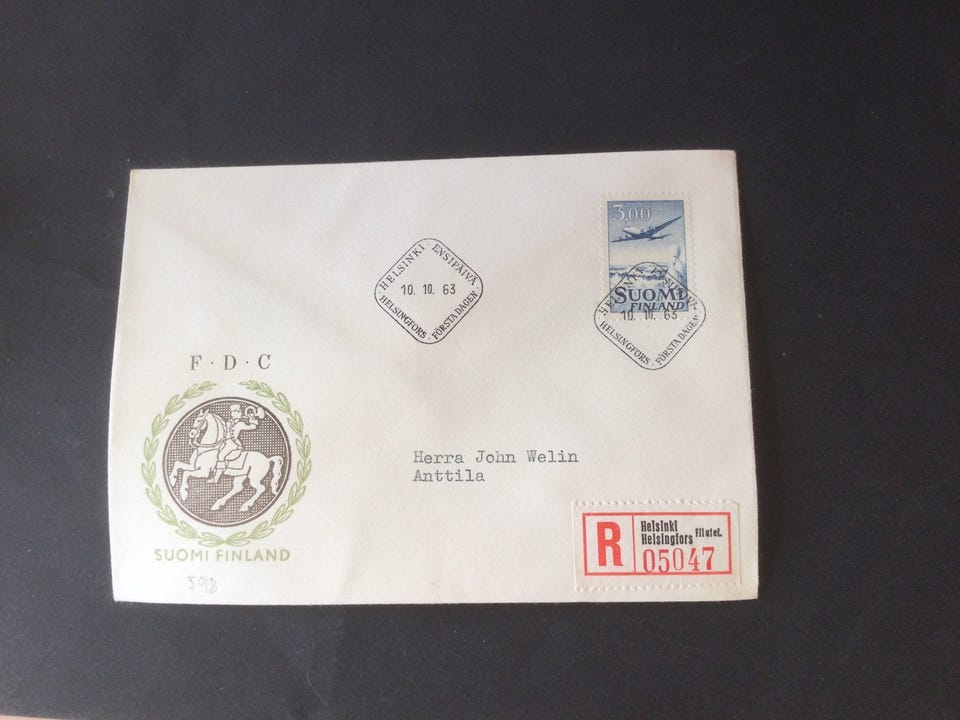 3,00
SUOMI
FINLAND
HELSINKI · ENSIPÄIVÄ
10. 10. 63
HELSINGFORS · FÖRSTA DAGEN
HELSINKI · ENSIPÄIVÄ
10. 10. 63
HELSINGFORS · FÖRSTA DAGEN
F · D · C
SUOMI FINLAND
598
Herra John Welin
Anttila
R
Helsinki
Helsingfors Filatel.
05047